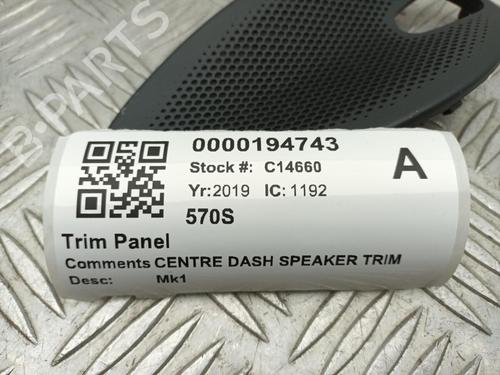 0000194743
Stock #: C14660
A
Yr:2019 IC:1192
570S
Trim Panel
Comments CENTRE DASH SPEAKER TRIM
Desc: Mk1
B-PARTS